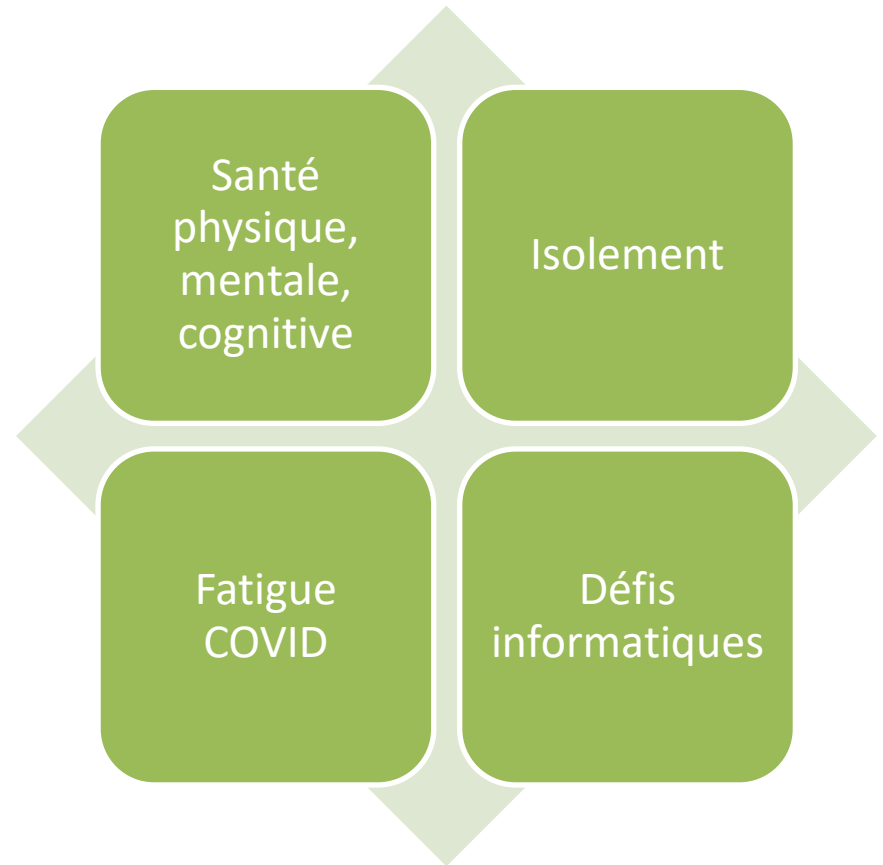 Santé
physique,
mentale,
cognitive
Isolement
Fatigue
COVID
Défis
informatiques